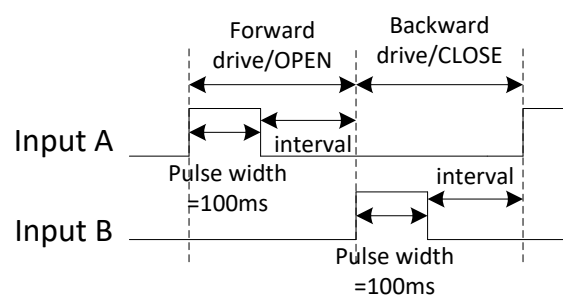 Forward
drive/OPEN
Backward
drive/CLOSE
Input A
interval
Pulse width
=100ms
interval
Input B
Pulse width
=100ms